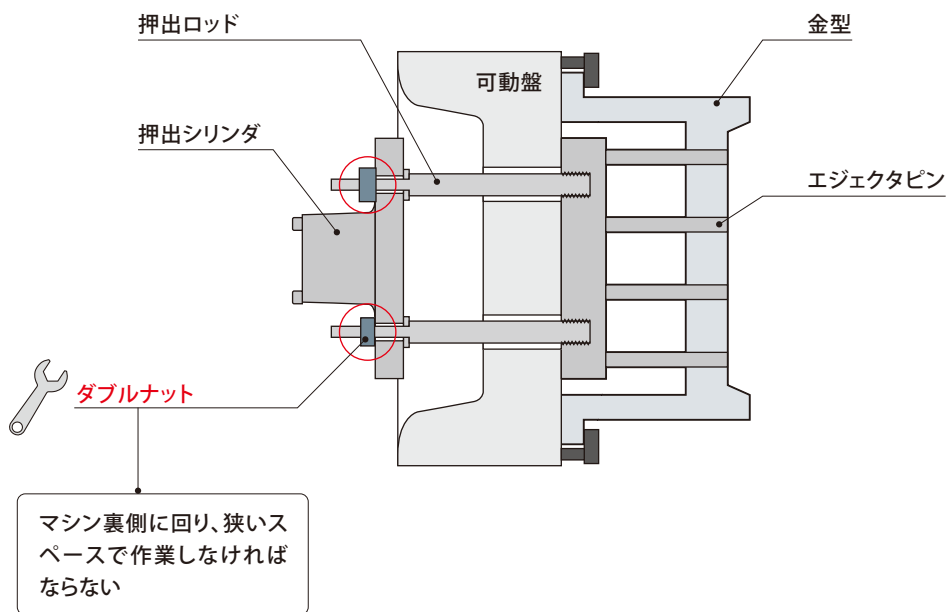 押出ロッド
金型
可動盤
押出シリンダ
エジェクタピン
ダブルナット
マシン裏側に回り、狭いス
ペースで作業しなければ
ならない